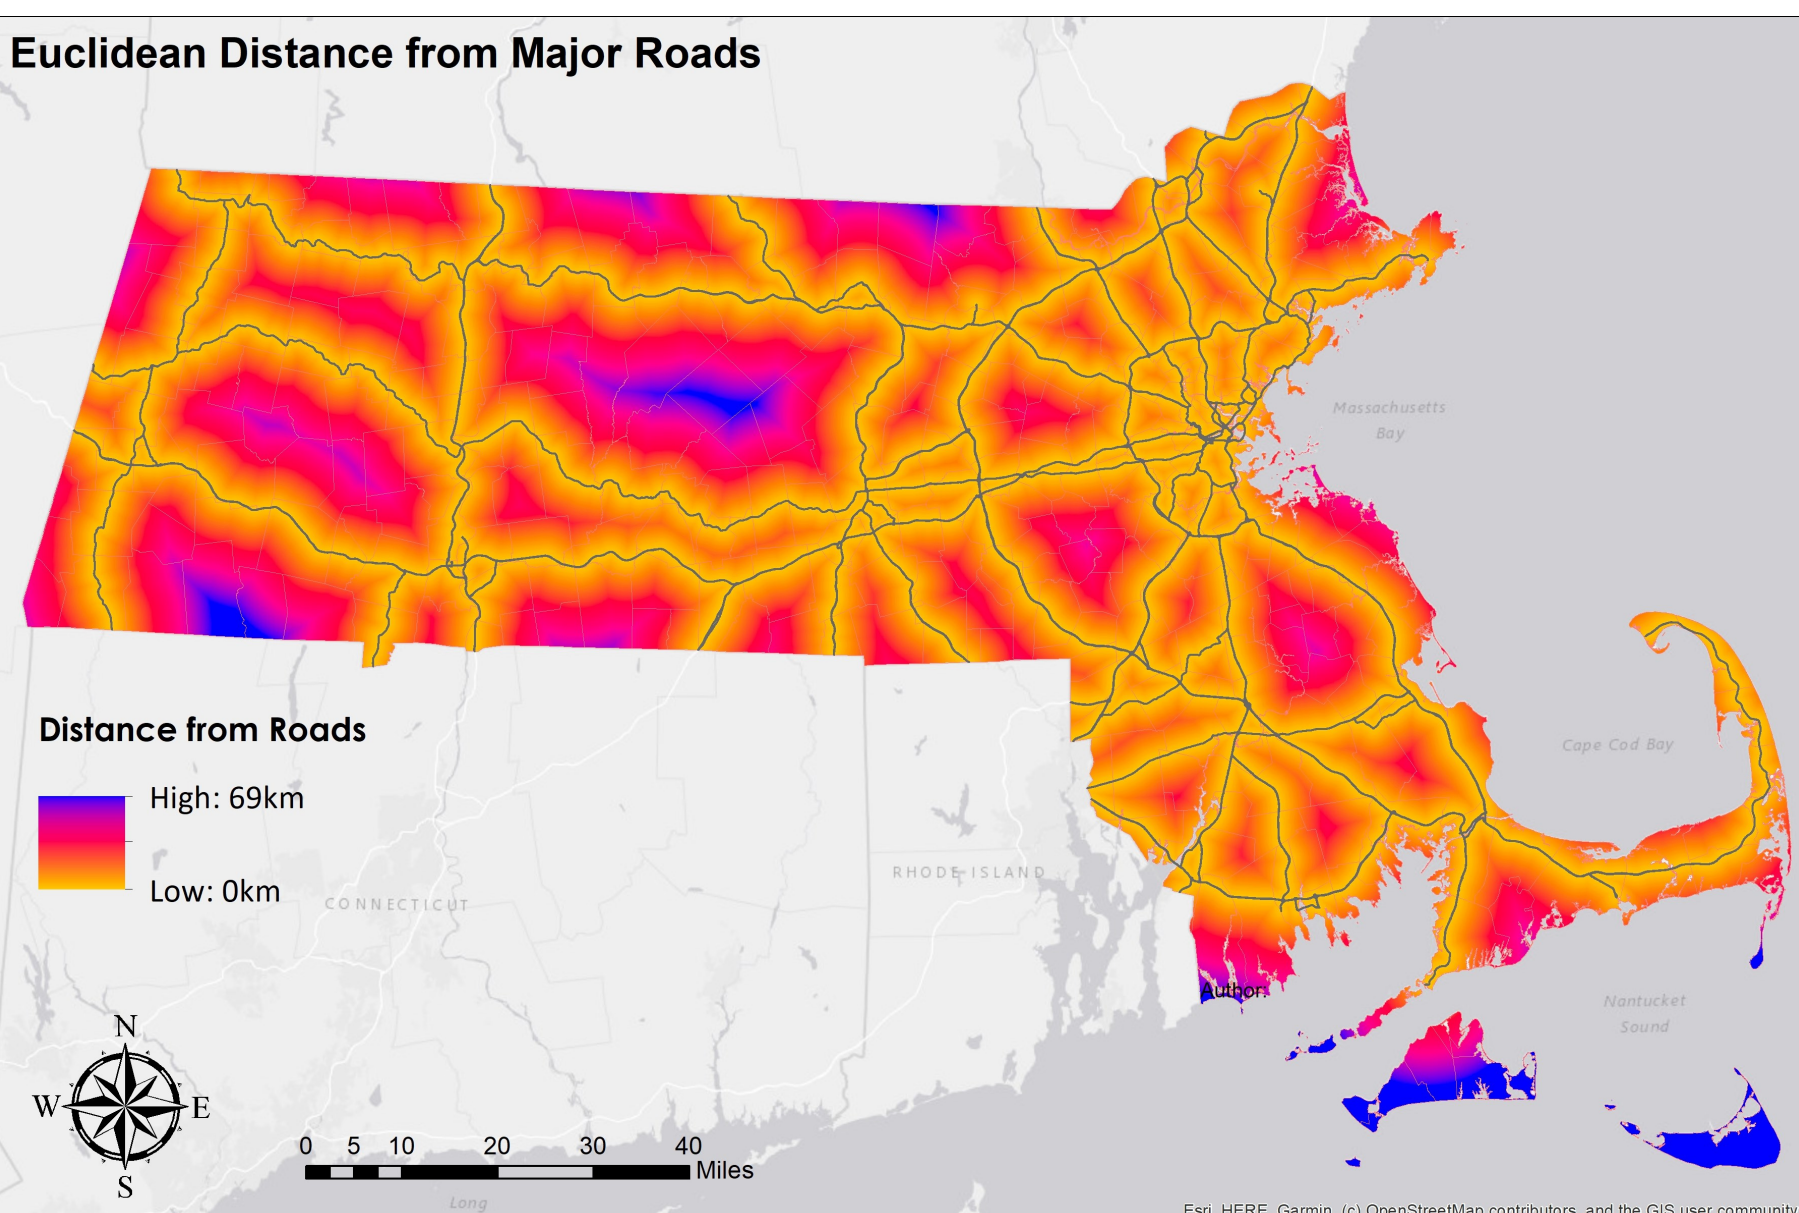 Euclidean Distance from Major Roads
Massachusetts
Bay
Distance from Roads
High: 69km
Low: 0km
Cape Cod Bay
RHODE ISLAND
CONNECTICUT
Author:
Nantucket
Sound
N
W E
S
0 5 10 20 30 40
Miles
Long
Esri, HERE, Garmin, (c) OpenStreetMap contributors, and the GIS user community